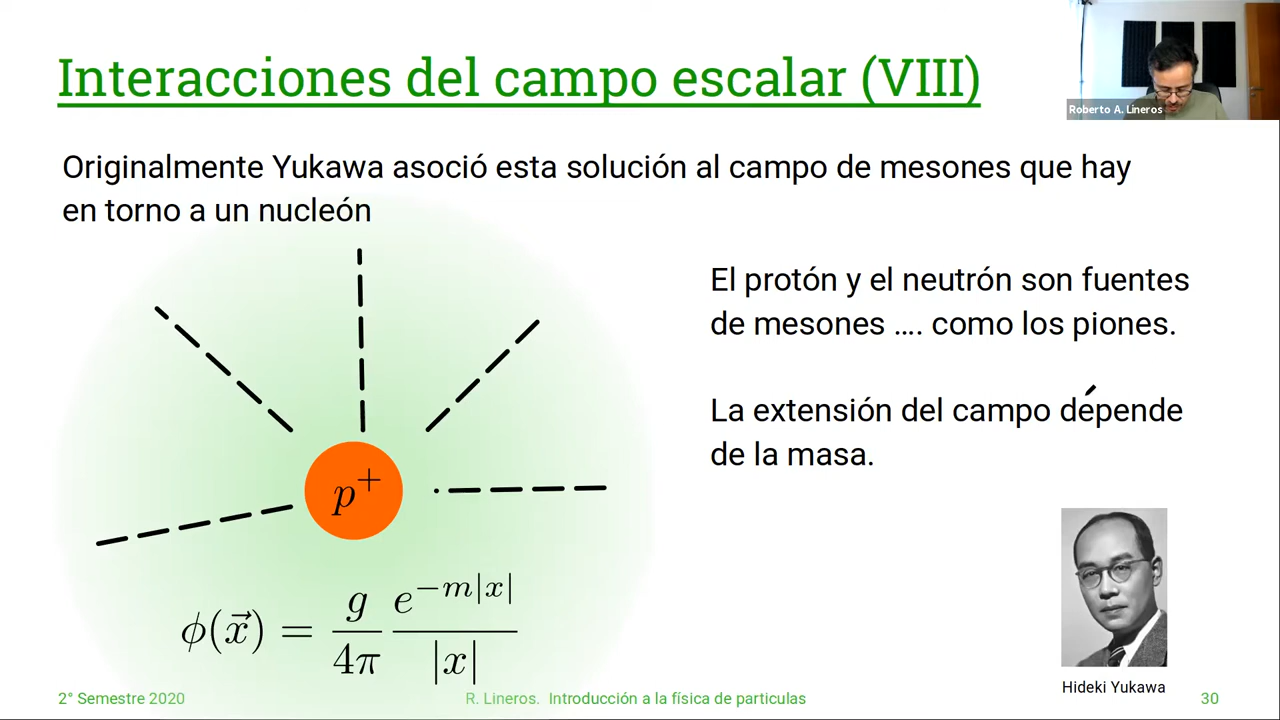 Interacciones del campo escalar (VIII)
Roberto A. Lineros
Originalmente Yukawa asoció esta solución al campo de mesones que hay
en torno a un nucleón
El protón y el neutrón son fuentes
de mesones .... como los piones.
La extensión del campo depende
de la masa.
p⁺
ϕ(x⃗) = g/4π e^{−m|x|}/|x|
Hideki Yukawa
2° Semestre 2020
R. Lineros. Introducción a la física de particulas
30